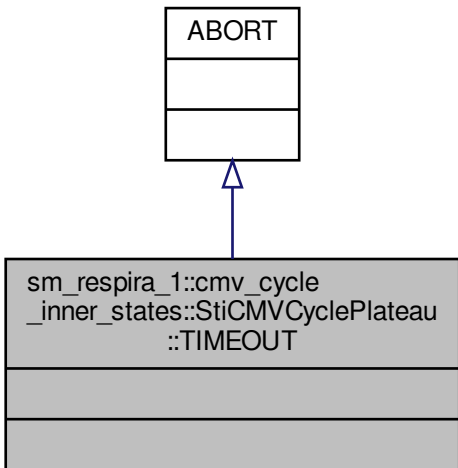 ABORT
sm_respira_1::cmv_cycle
_inner_states::StiCMVCyclePlateau
::TIMEOUT